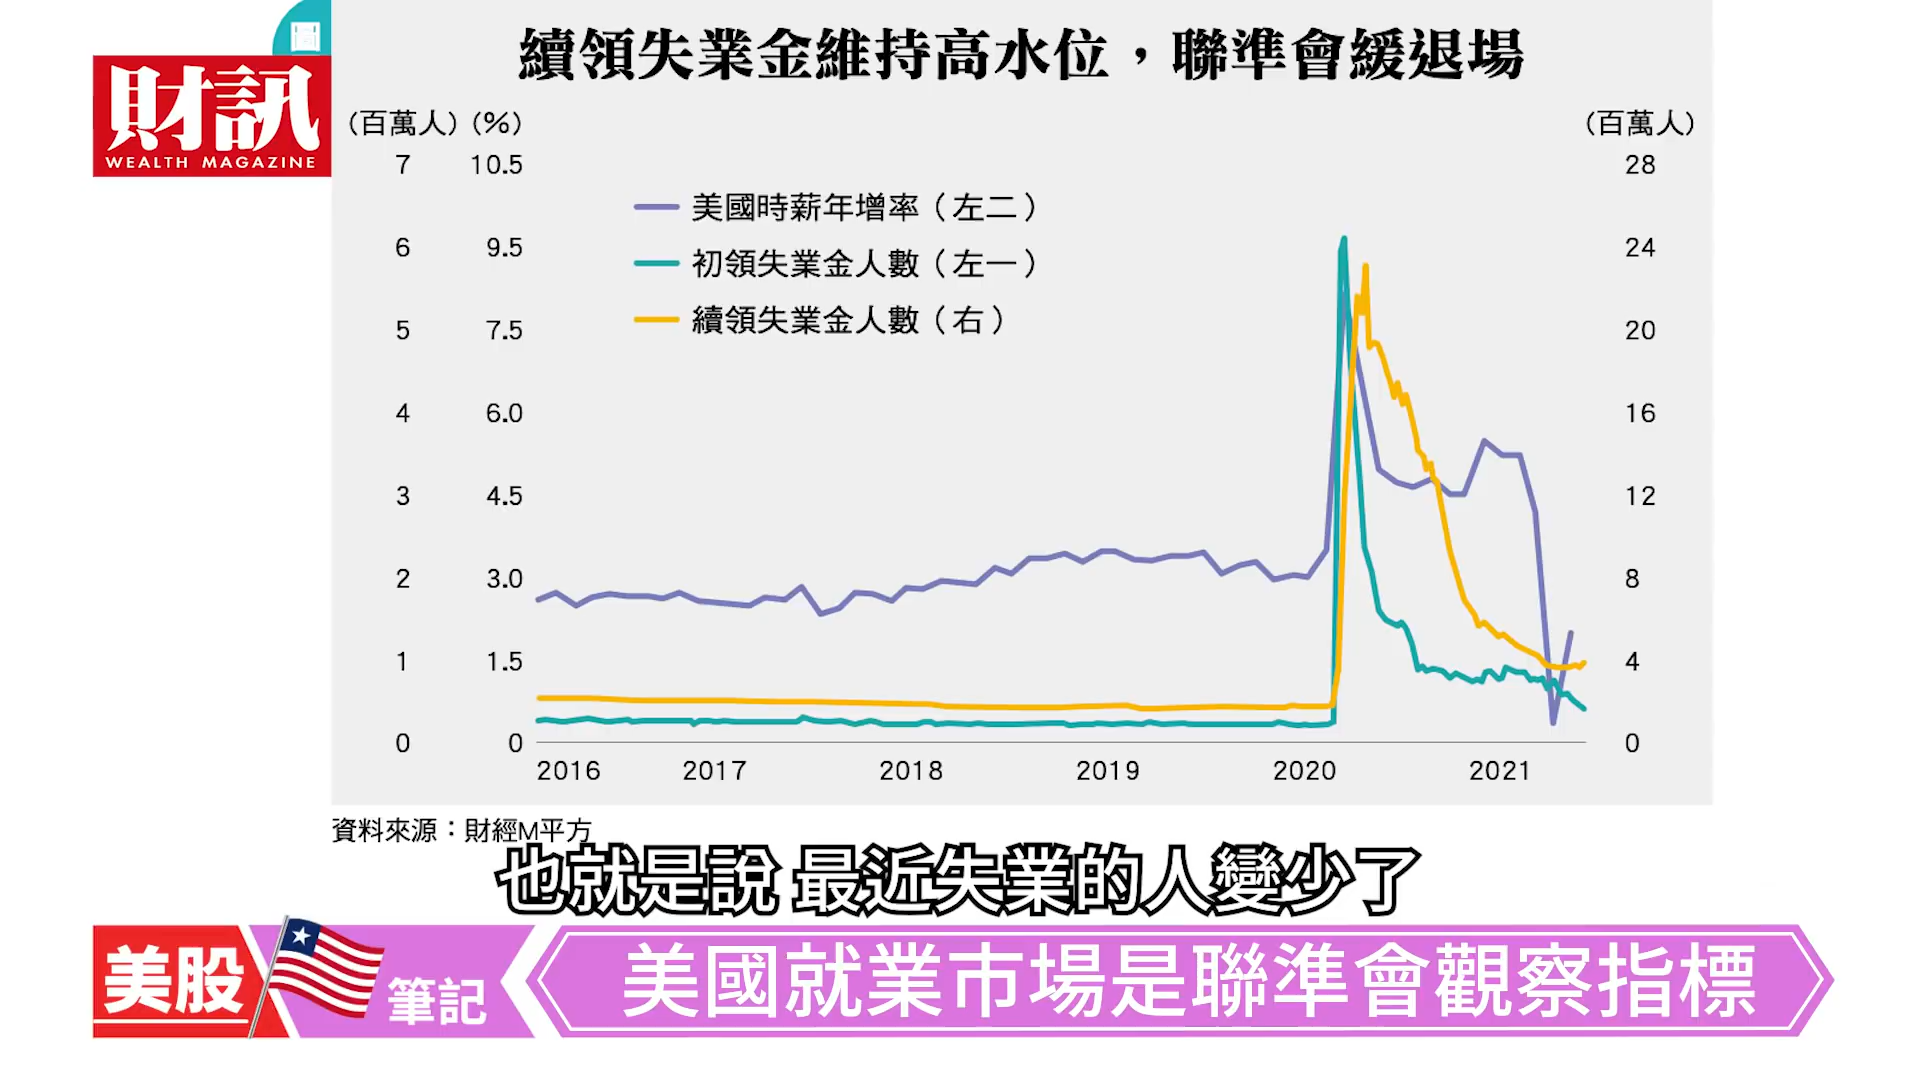 圖
財訊
WEALTH MAGAZINE
續領失業金維持高水位，聯準會緩退場
(百萬人) (%)
(百萬人)
7 10.5 28
美國時薪年增率（左二）
6 9.5 24
初領失業金人數（左一）
5 7.5 20
續領失業金人數（右）
4 6.0 16
3 4.5 12
2 3.0 8
1 1.5 4
0 0 0
2016 2017 2018 2019 2020 2021
資料來源：財經M平方
也就是說 最近失業的人變少了
美股 筆記
美國就業市場是聯準會觀察指標